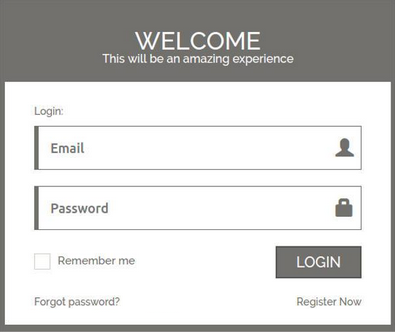 WELCOME
This will be an amazing experience
Login:
Email
Password
Remember me
LOGIN
Forgot password?
Register Now